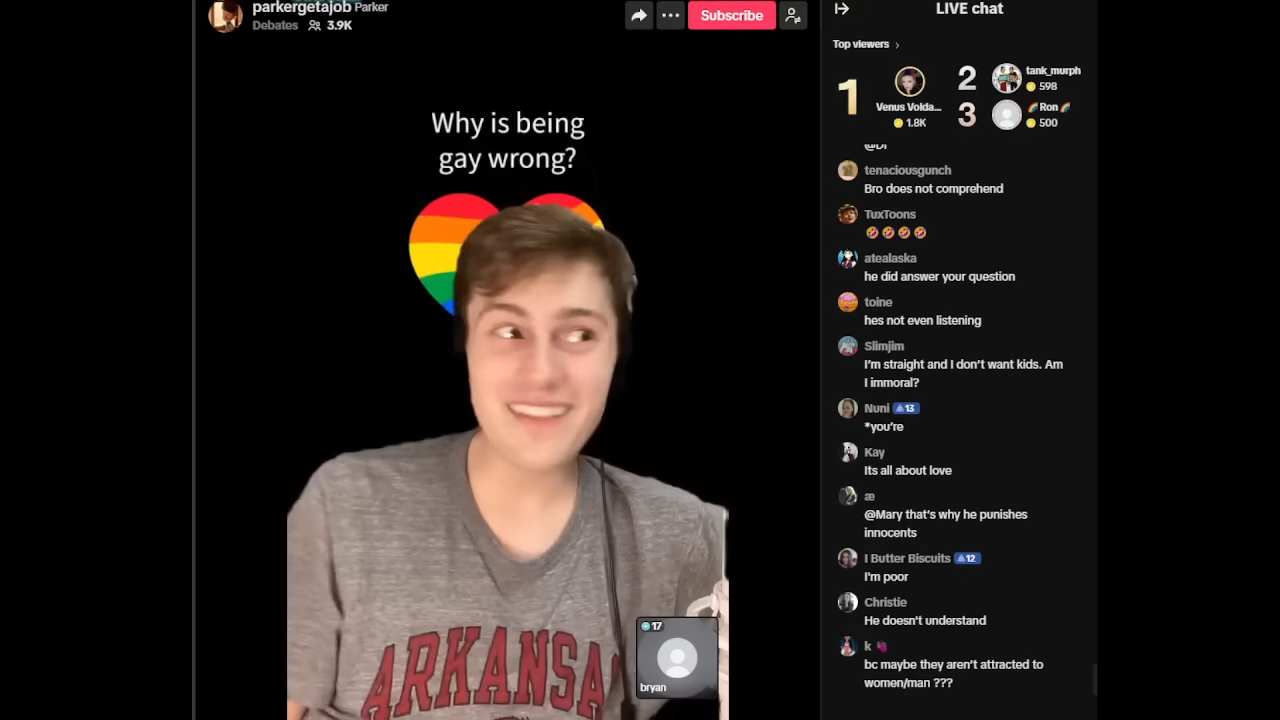 parkergetajob Parker
Debates 3.9K
Subscribe
Why is being
gay wrong?
ARKANSA
17
bryan
LIVE chat
Top viewers
1
Venus Volda...
1.8K
2
tank_murph
598
3
🌈Ron🌈
500
tenaciousgunch
Bro does not comprehend
TuxToons
🤣🤣🤣🤣
atealaska
he did answer your question
toine
hes not even listening
Slimjim
I'm straight and I don't want kids. Am
I immoral?
Nuni 13
*you're
Kay
Its all about love
æ
@Mary that's why he punishes
innocents
I Butter Biscuits 12
I'm poor
Christie
He doesn't understand
k
bc maybe they aren't attracted to
women/man ???